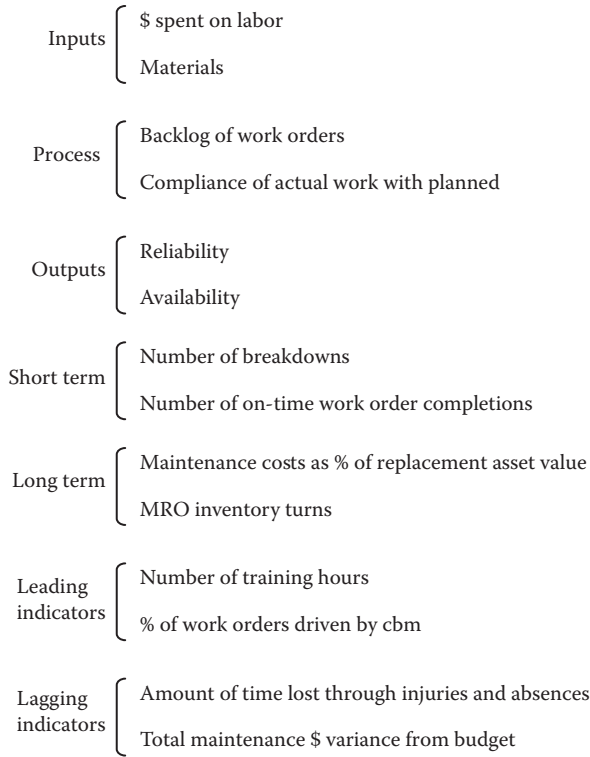 Inputs
$ spent on labor
Materials
Process
Backlog of work orders
Compliance of actual work with planned
Outputs
Reliability
Availability
Short term
Number of breakdowns
Number of on-time work order completions
Long term
Maintenance costs as % of replacement asset value
MRO inventory turns
Leading
indicators
Number of training hours
% of work orders driven by cbm
Lagging
indicators
Amount of time lost through injuries and absences
Total maintenance $ variance from budget